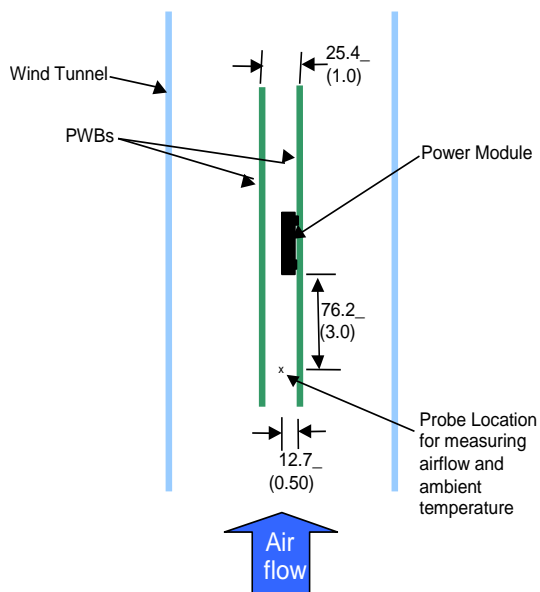 25.4_
(1.0)
Wind Tunnel
PWBs
Power Module
76.2_
(3.0)
x
Probe Location
for measuring
airflow and
ambient
temperature
12.7_
(0.50)
Air
flow